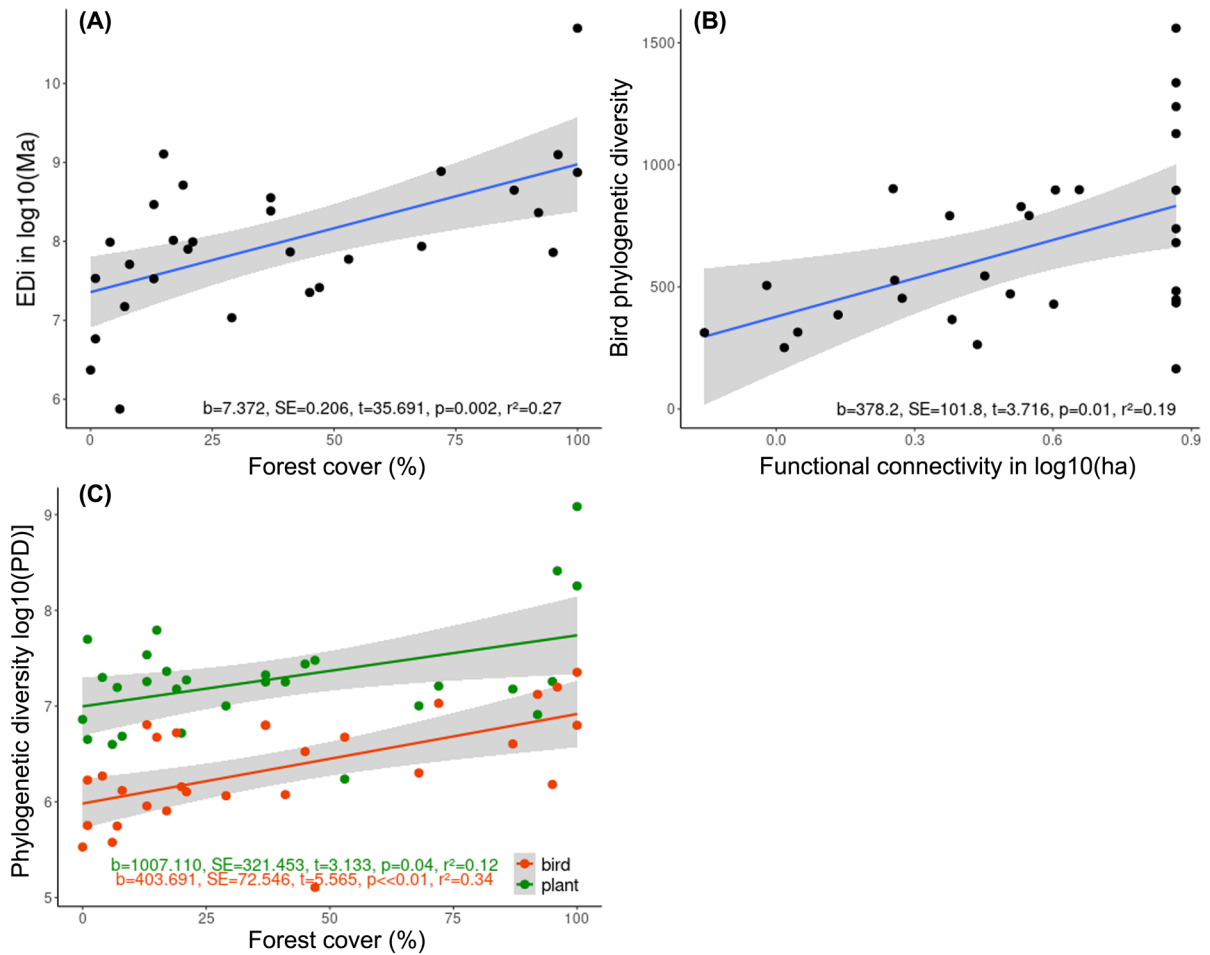 (A)
EDi in log10(Ma)
10
9
8
7
6
b=7.372, SE=0.206, t=35.691, p=0.002, r²=0.27
0 25 50 75 100
Forest cover (%)
(B)
Bird phylogenetic diversity
1500
1000
500
0
b=378.2, SE=101.8, t=3.716, p=0.01, r²=0.19
0.0 0.3 0.6 0.9
Functional connectivity in log10(ha)
(C)
Phylogenetic diversity log10(PD)]
9
8
7
6
5
b=1007.110, SE=321.453, t=3.133, p=0.04, r²=0.12
b=403.691, SE=72.546, t=5.565, p<<0.01, r²=0.34
bird
plant
0 25 50 75 100
Forest cover (%)